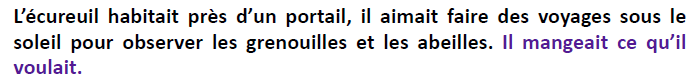 L’écureuil habitait près d’un portail, il aimait faire des voyages sous le
soleil pour observer les grenouilles et les abeilles. Il mangeait ce qu’il
voulait.